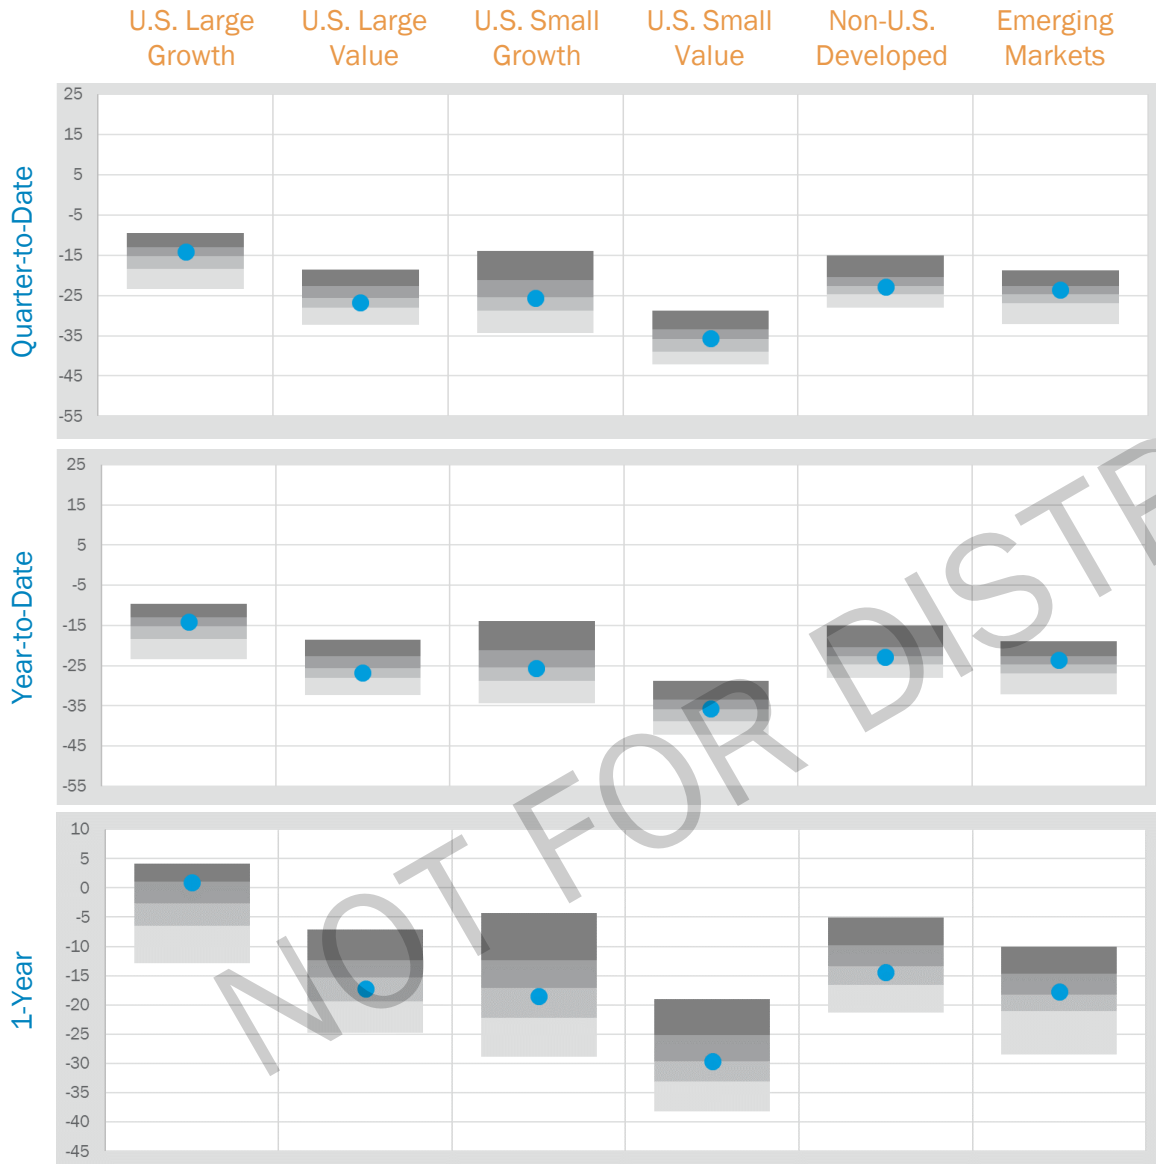 U.S. Large
Growth
U.S. Large
Value
U.S. Small
Growth
U.S. Small
Value
Non-U.S.
Developed
Emerging
Markets
Quarter-to-Date
25
15
5
-5
-15
-25
-35
-45
-55
Year-to-Date
25
15
5
-5
-15
-25
-35
-45
-55
1-Year
10
5
0
-5
-10
-15
-20
-25
-30
-35
-40
-45
NOT FOR DISTR